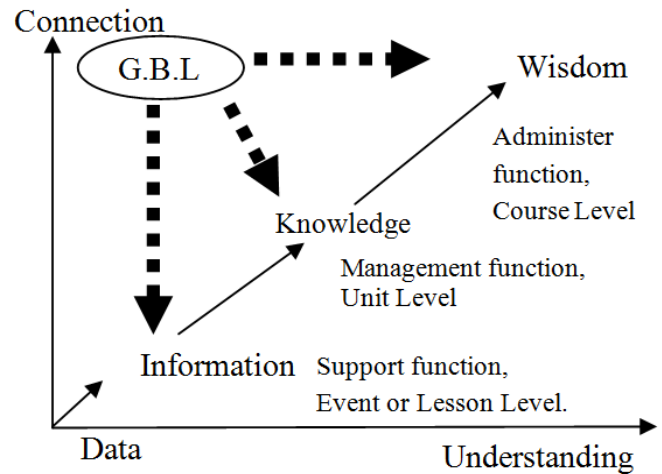 Connection
G.B.L
Wisdom
Administer
function,
Course Level
Knowledge
Management function,
Unit Level
Information
Support function,
Event or Lesson Level.
Data
Understanding